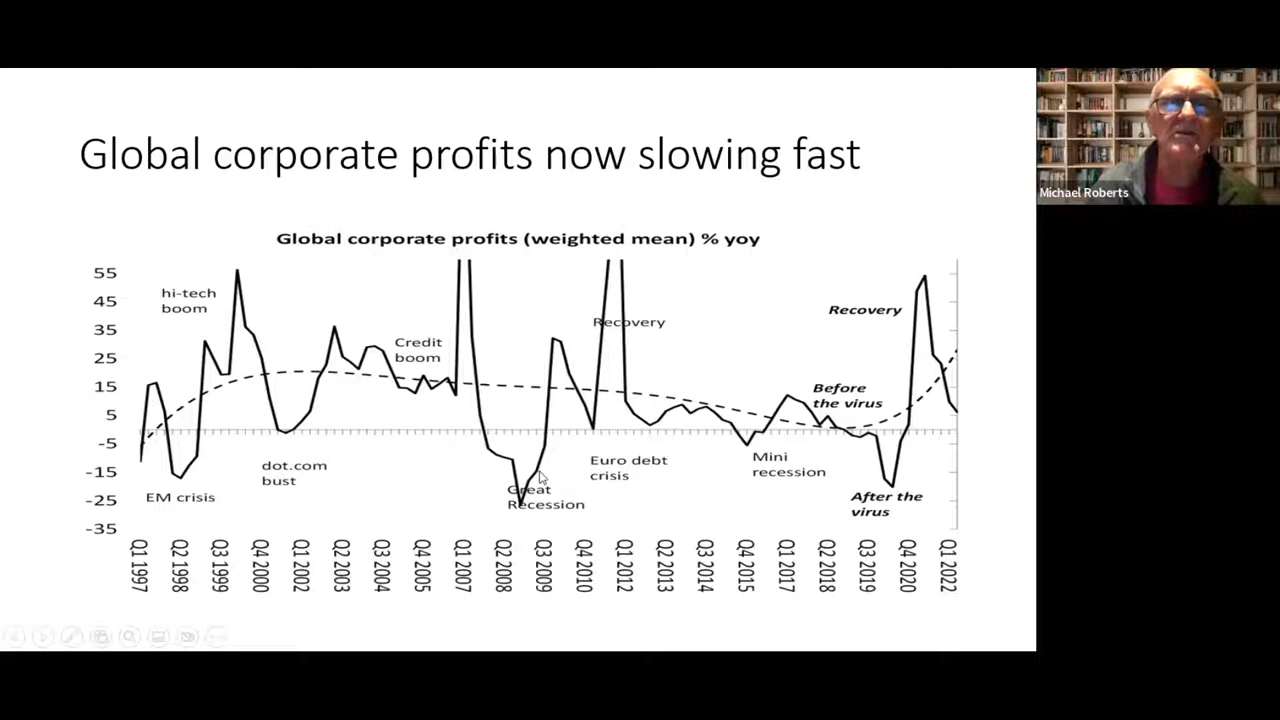 Global corporate profits now slowing fast
Michael Roberts
Global corporate profits (weighted mean) % yoy
55
45
35
25
15
5
-5
-15
-25
-35
hi-tech
boom
EM crisis
dot.com
bust
Credit
boom
Great
Recession
Recovery
Euro debt
crisis
Mini
recession
Before
the virus
Recovery
After the
virus
Q1 1997
Q2 1998
Q3 1999
Q4 2000
Q1 2002
Q2 2003
Q3 2004
Q4 2005
Q1 2007
Q2 2008
Q3 2009
Q4 2010
Q1 2012
Q2 2013
Q3 2014
Q4 2015
Q1 2017
Q2 2018
Q3 2019
Q4 2020
Q1 2022